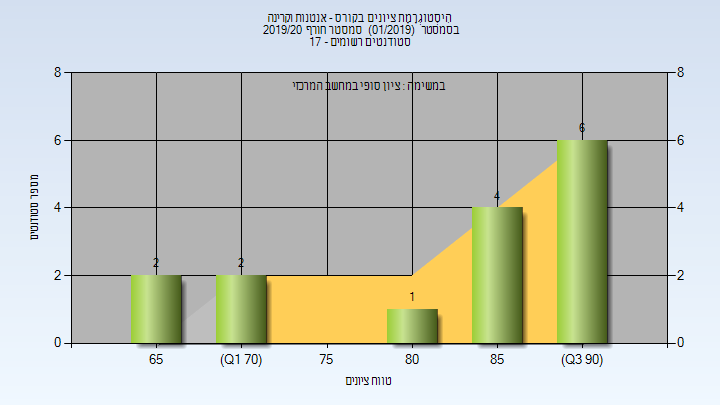 היסטוגרמת ציונים בקורס - אנטנות וקרינה
בסמסטר (01/2019) סמסטר חורף 2019/20
סטודנטים רשומים - 17
במשימה : ציון סופי במחשב המרכזי
8 8
6 6
4 4
2 2
0 0
2 2 1 4 6
65 (Q1 70) 75 80 85 (Q3 90)
מספר סטודנטים
טווח ציונים